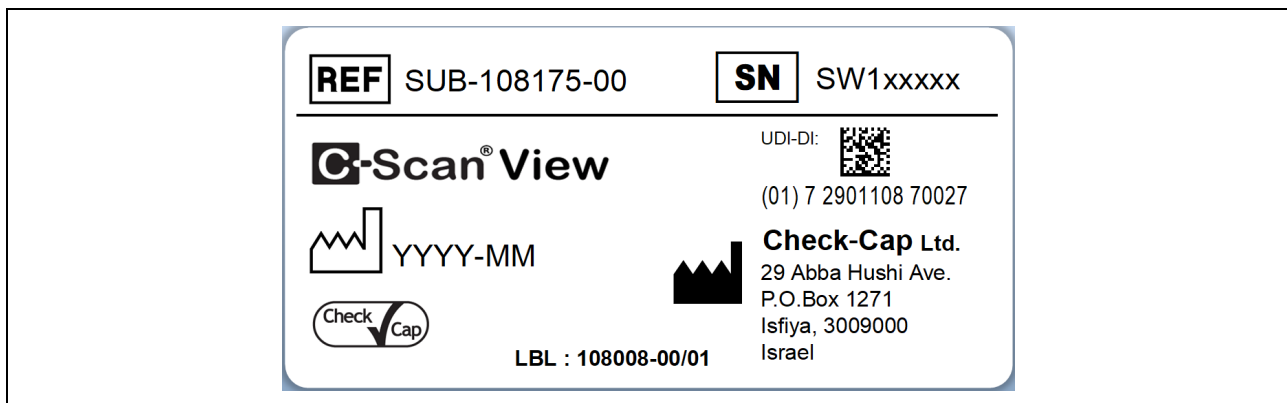 REF SUB-108175-00 SN SW1xxxxx
C-Scan® View
UDI-DI:
(01) 7 2901108 70027
YYYY-MM
Check-Cap Ltd.
29 Abba Hushi Ave.
P.O.Box 1271
Isfiya, 3009000
Israel
Check Cap
LBL : 108008-00/01